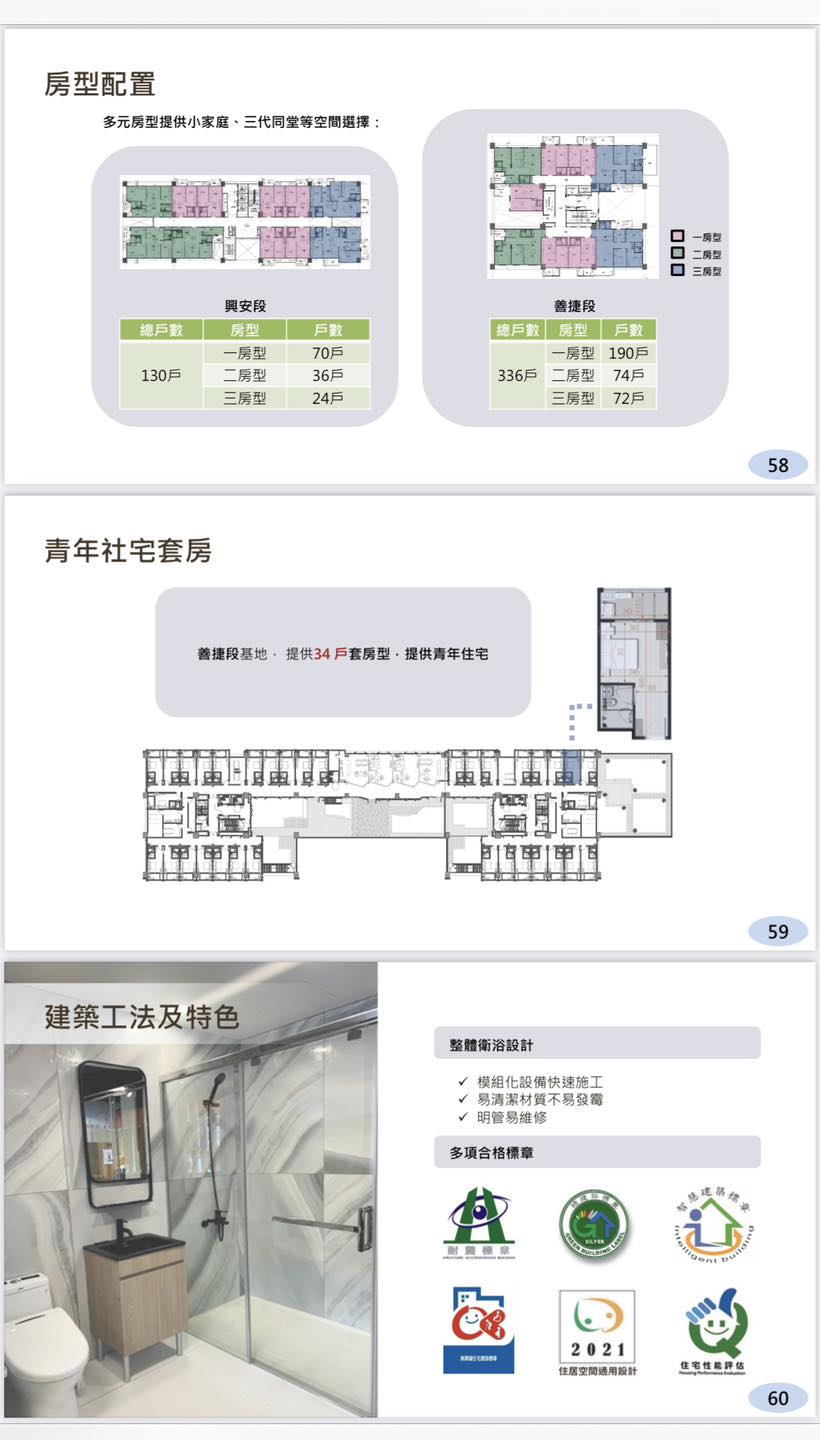 房型配置
多元房型提供小家庭、三代同堂等空間選擇：
一房型
二房型
三房型
興安段
總戶數 房型 戶數
130戶 一房型 70戶
二房型 36戶
三房型 24戶
善捷段
總戶數 房型 戶數
336戶 一房型 190戶
二房型 74戶
三房型 72戶
58
青年社宅套房
善捷段基地， 提供34 戶套房型，提供青年住宅
59
建築工法及特色
整體衛浴設計
✓ 模組化設備快速施工
✓ 易清潔材質不易發霉
✓ 明管易維修
多項合格標章
耐震標章
STRUCTURE ACCREDITATION BUILDING
SILVER
GREEN BUILDING LABEL
智慧建築標章
intelligent building
2021
住居空間通用設計
住宅性能評估
Housing Performance Evaluation
60